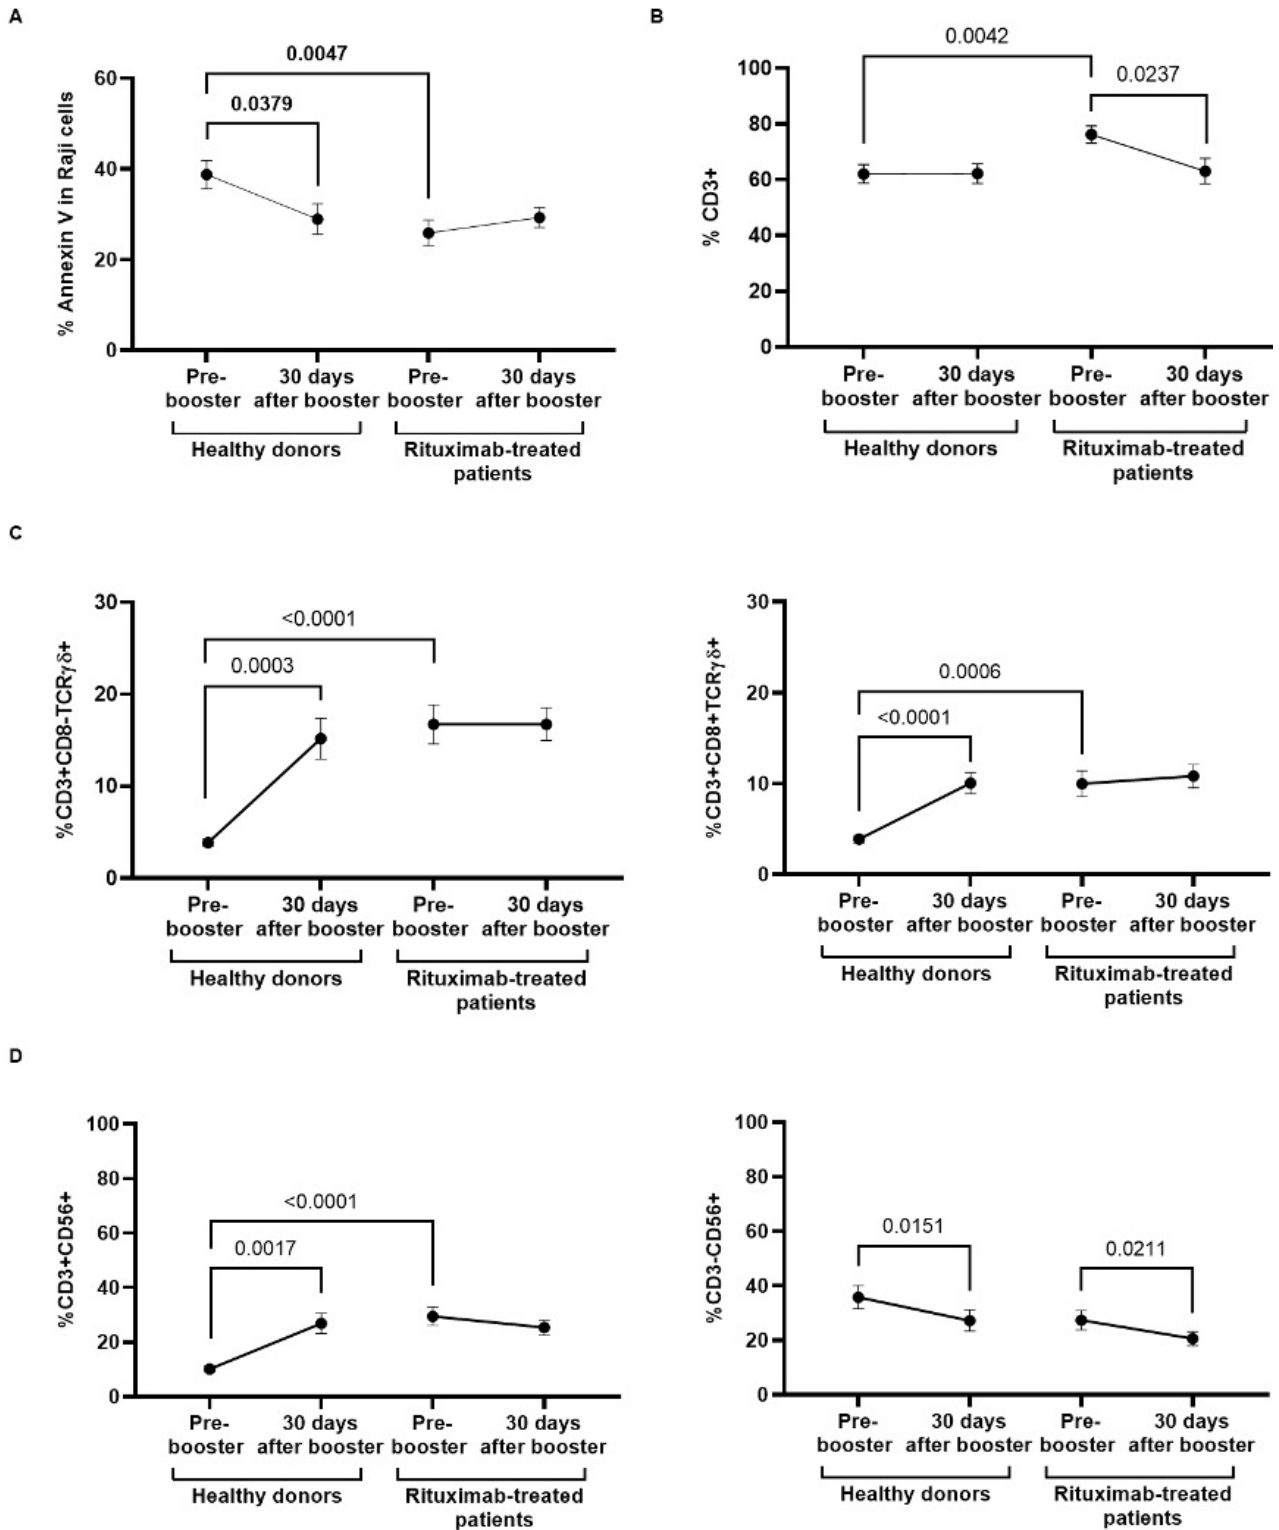 A
0.0047
0.0379
60
40
20
0
% Annexin V in Raji cells
Pre-booster
30 days after booster
Pre-booster
30 days after booster
Healthy donors
Rituximab-treated patients
B
0.0042
0.0237
100
80
60
40
20
0
% CD3+
Pre-booster
30 days after booster
Pre-booster
30 days after booster
Healthy donors
Rituximab-treated patients
C
<0.0001
0.0003
30
20
10
0
%CD3+CD8-TCRγδ+
Pre-booster
30 days after booster
Pre-booster
30 days after booster
Healthy donors
Rituximab-treated patients
0.0006
<0.0001
30
20
10
0
%CD3+CD8+TCRγδ+
Pre-booster
30 days after booster
Pre-booster
30 days after booster
Healthy donors
Rituximab-treated patients
D
<0.0001
0.0017
100
80
60
40
20
0
%CD3+CD56+
Pre-booster
30 days after booster
Pre-booster
30 days after booster
Healthy donors
Rituximab-treated patients
0.0151
0.0211
100
80
60
40
20
0
%CD3-CD56+
Pre-booster
30 days after booster
Pre-booster
30 days after booster
Healthy donors
Rituximab-treated patients